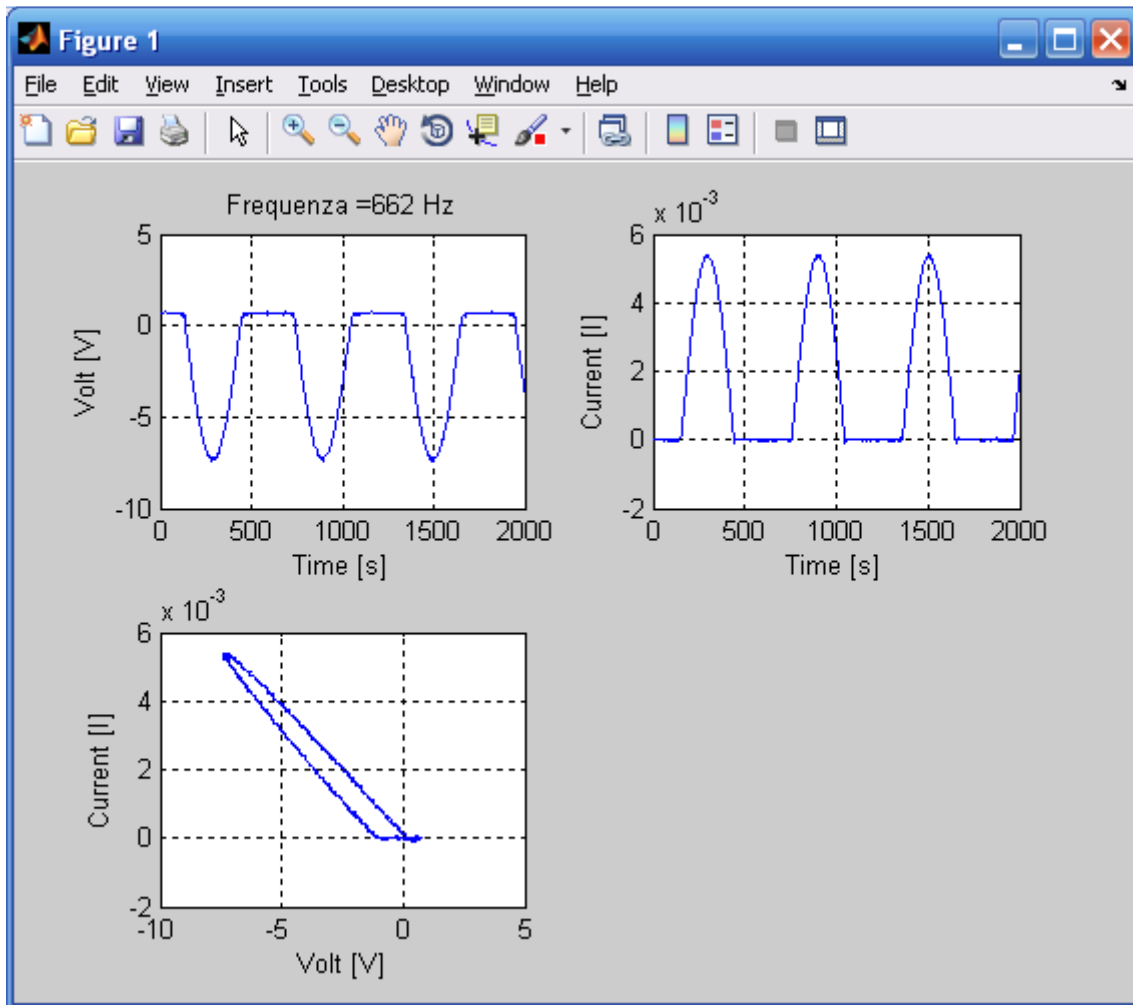 Figure 1
File Edit View Insert Tools Desktop Window Help
Frequenza =662 Hz
5
0
-5
-10
Volt [V]
0 500 1000 1500 2000
Time [s]
x 10-3
6
4
2
0
-2
Current [I]
0 500 1000 1500 2000
Time [s]
x 10-3
6
4
2
0
-2
Current [I]
-10 -5 0 5
Volt [V]